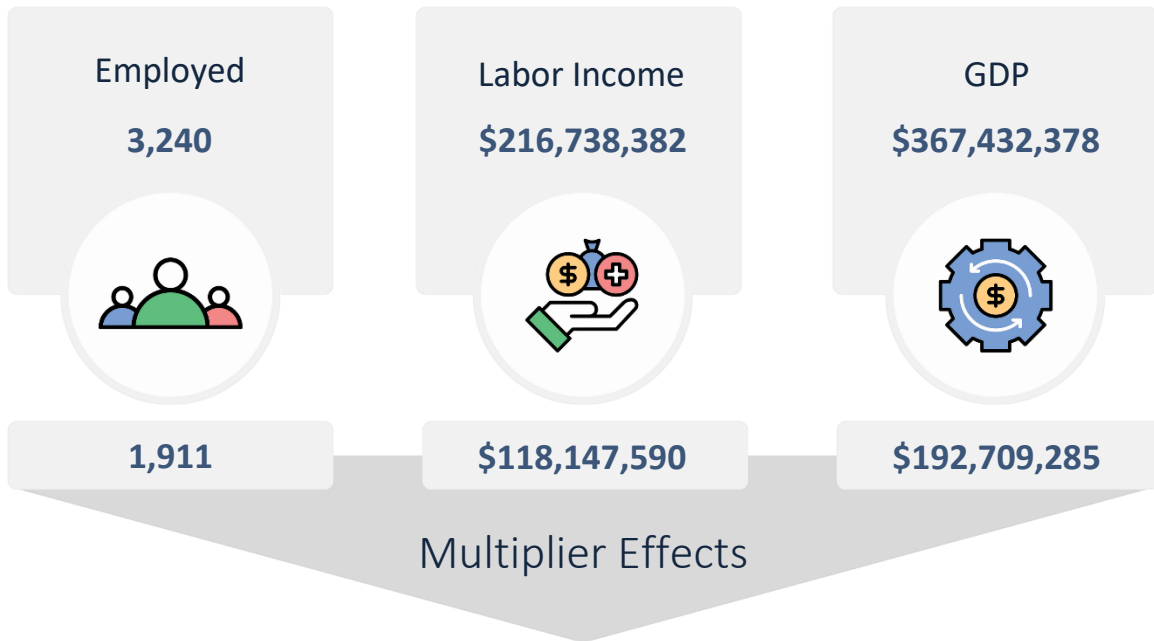 Employed
3,240
Labor Income
$216,738,382
GDP
$367,432,378
$
$
1,911
$118,147,590
$192,709,285
Multiplier Effects